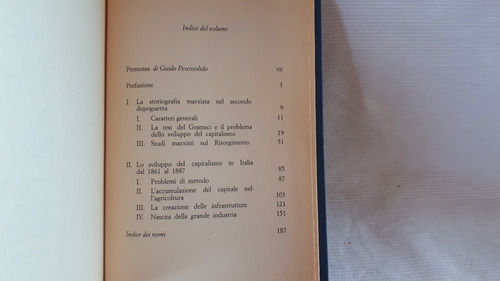 Indice del volume
Premessa di Guido Pescosolido VII
Prefazione 3
I. La storiografia marxista nel secondo
dopoguerra 9
I. Caratteri generali 11
II. La tesi del Gramsci e il problema
dello sviluppo del capitalismo 19
III. Studi marxisti sul Risorgimento 51
II. Lo sviluppo del capitalismo in Italia
dal 1861 al 1887 85
I. Problemi di metodo 87
II. L'accumulazione del capitale nel-
l'agricoltura 103
III. La creazione delle infrastrutture 121
IV. Nascita della grande industria 151
Indice dei nomi 187